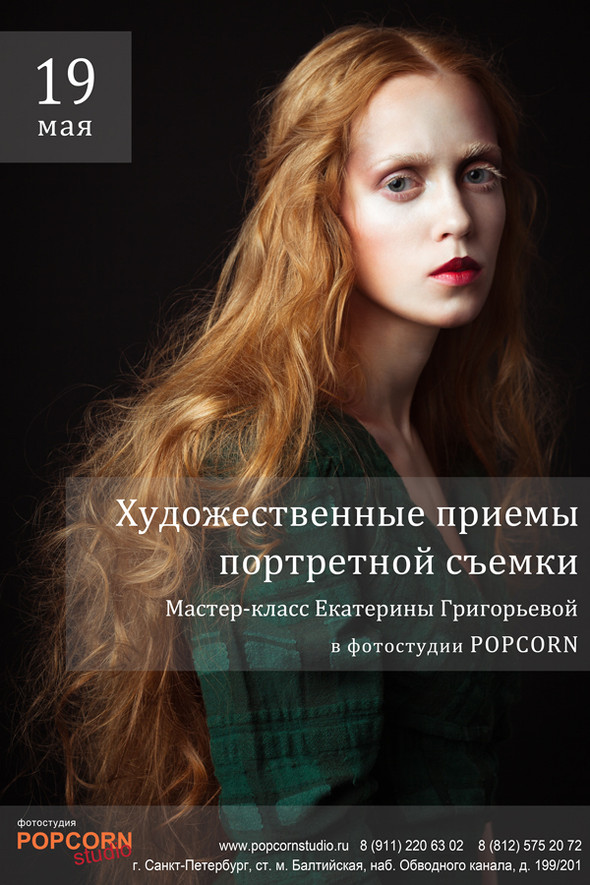 19
мая
Художественные приемы
портретной съемки
Мастер-класс Екатерины Григорьевой
в фотостудии POPCORN
фотостудия
POPCORN
studio
www.popcornstudio.ru 8 (911) 220 63 02 8 (812) 575 20 72
г. Санкт-Петербург, ст. м. Балтийская, наб. Обводного канала, д. 199/201